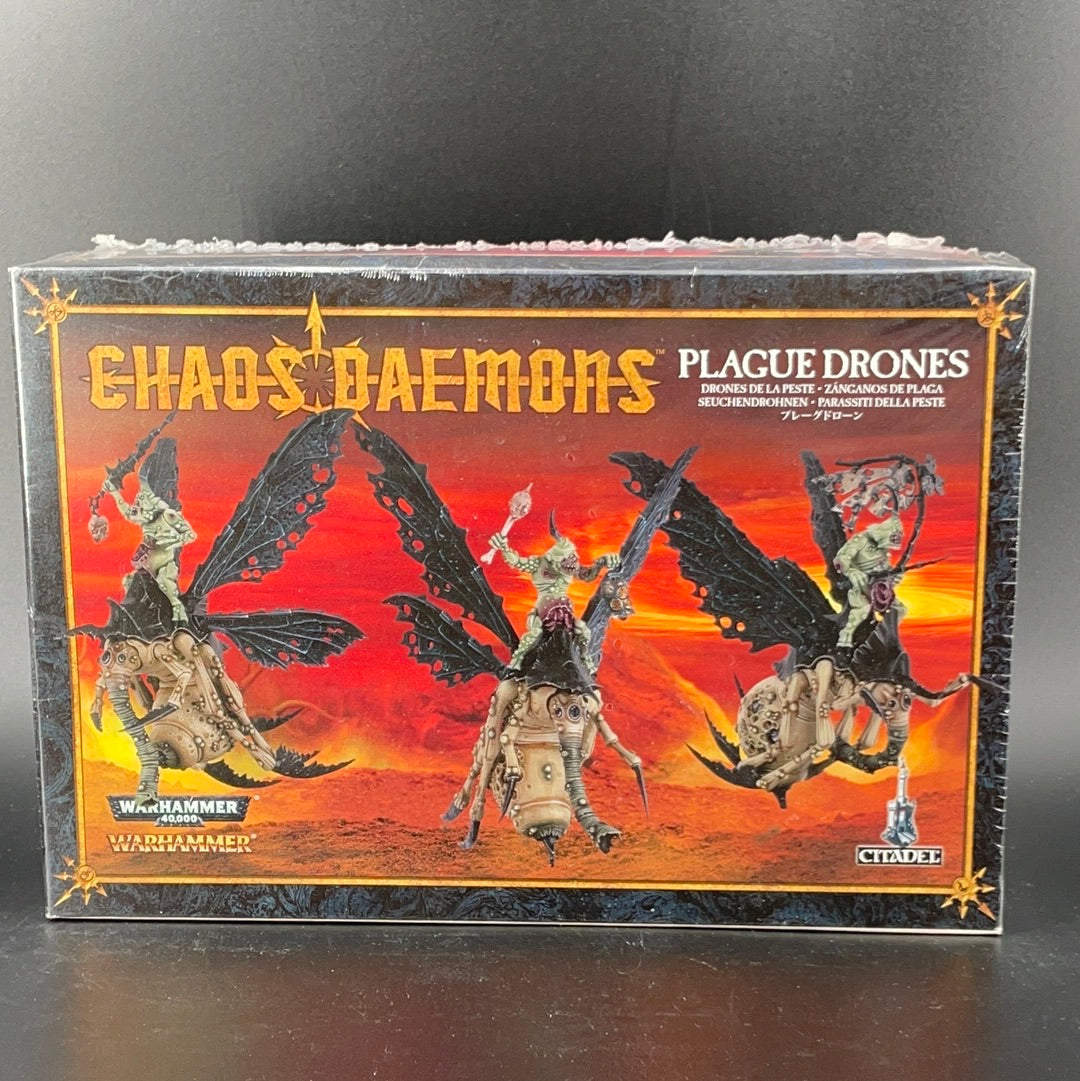 CHAOS DAEMONS™
PLAGUE DRONES
DRONES DE LA PESTE • ZÁNGANOS DE PLAGA
SEUCHENDROHNEN • PARASSITI DELLA PESTE
プレーグドローン
WARHAMMER®
40,000
WARHAMMER®
CITADEL